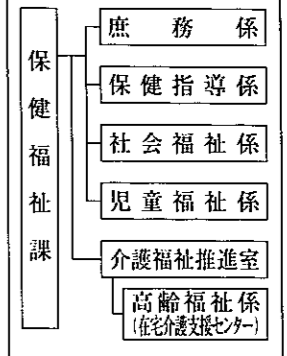 保健福祉課
庶務係
保健指導係
社会福祉係
児童福祉係
介護福祉推進室
高齢福祉係
(在宅介護支援センター)